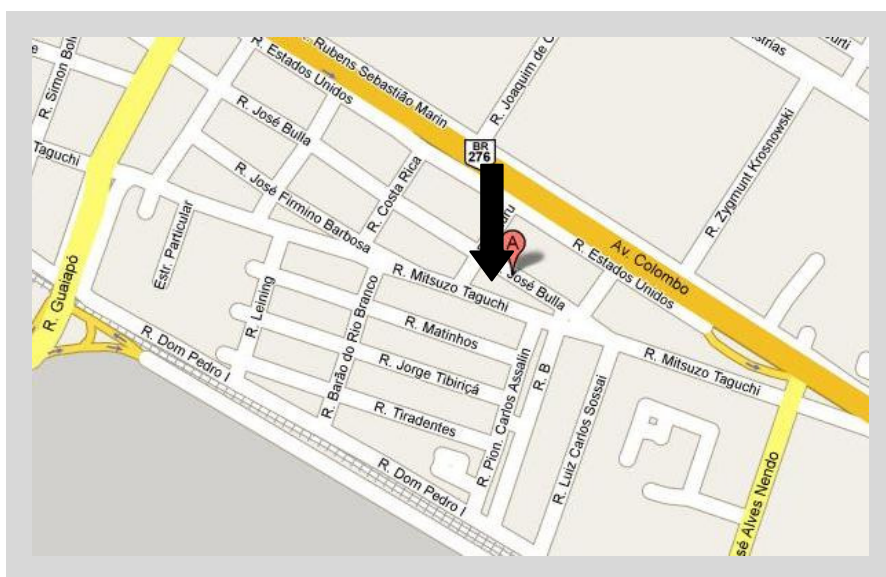 R. Rubens Sebastião Marin
R. Estados Unidos
R. Joaquim de
R. Simon
R. José Bulla
BR
276
R. Zygmunt Krosnowski
Taguchi
R. José Firmino Barbosa
R. Costa Rica
A
R. Estados Unidos
Av. Colombo
Estr. Particular
R. Guaiapó
R. Leining
R. Mitsuzo Taguchi
José Bulla
R. Barão do Rio Branco
R. Matinhos
R. Dom Pedro I
R. Jorge Tibiriçá
R. Mitsuzo Taguchi
R. Tiradentes
R. Pion. Carlos Assalin
R. B
R. Luiz Carlos Sossai
R. Dom Pedro I
sé Alves Nendo